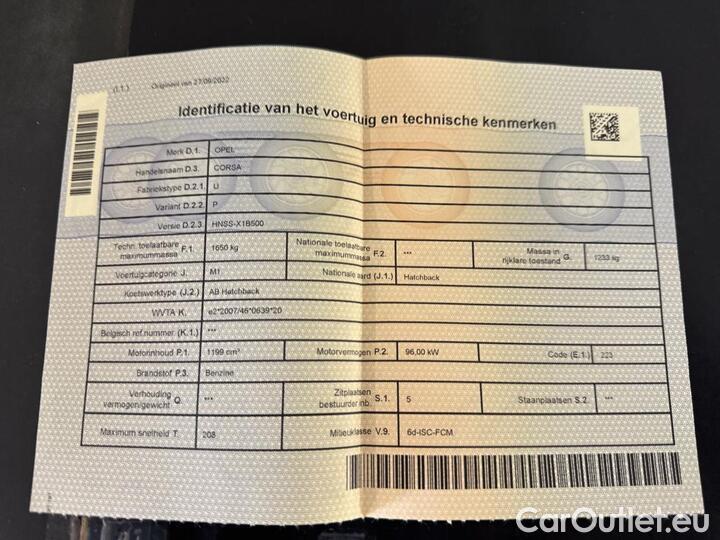 (I.1.) Origineel van 27/09/2022
Identificatie van het voertuig en technische kenmerken
Merk D.1. OPEL
Handelsnaam D.3. CORSA
Fabriekstype D.2.1. U
Variant D.2.2. P
Versie D.2.3 HNSS-X1B500
Techn. toelaatbare maximummassa F.1. 1650 kg Nationale toelaatbare maximummassa F.2. *** Massa in rijklare toestand G. 1233 kg
Voertuigcategorie J. M1 Nationale aard (J.1.) Hatchback
Koetswerktype (J.2.) AB Hatchback
WVTA K. e2*2007/46*0639*20
Belgisch ref.nummer (K.1.) ***
Motorinhoud P.1. 1199 cm³ Motorvermogen P.2. 96,00 kW Code (E.1.) 223
Brandstof P.3. Benzine
Verhouding vermogen/gewicht Q. *** Zitplaatsen bestuurder inb. S.1. 5 Staanplaatsen S.2. ***
Maximum snelheid T. 208 Milieuklasse V.9. 6d-ISC-FCM
CarOutlet.eu